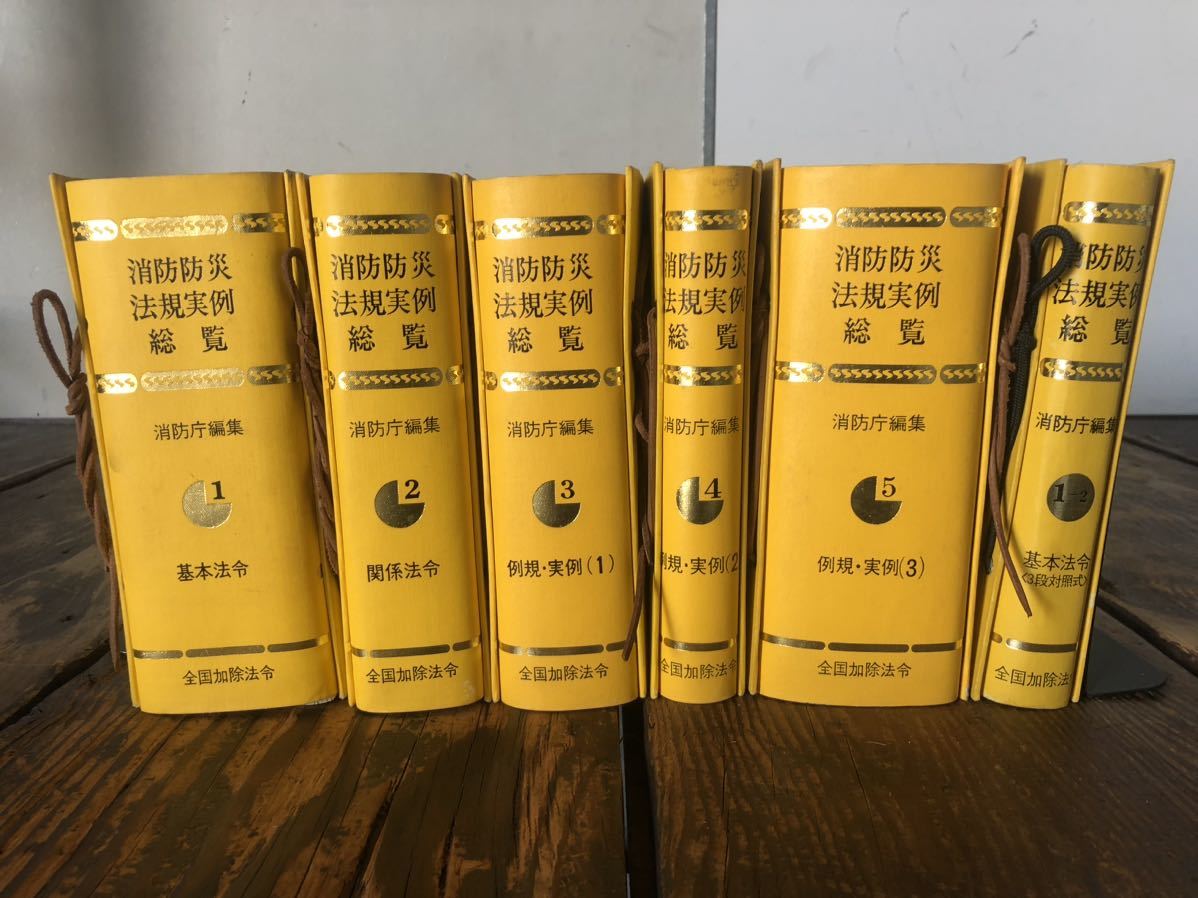 消防防災
法規実例
総覧
消防庁編集
1
基本法令
全国加除法令
消防防災
法規実例
総覧
消防庁編集
2
関係法令
全国加除法令
消防防災
法規実例
総覧
消防庁編集
3
例規・実例(1)
全国加除法令
消防防災
法規実例
総覧
消防庁編集
4
例規・実例(2
全国加除法令
消防防災
法規実例
総覧
消防庁編集
5
例規・実例(3)
全国加除法令
消防防災
法規実例
総覧
消防庁編集
1-2
基本法令
〈3段対照式〉
全国加除法令